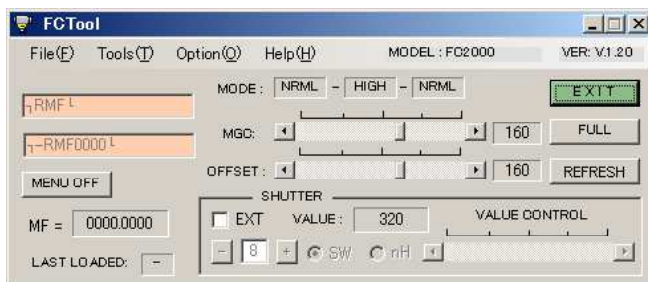 FCTool
File(F) Tools(T) Option(O) Help(H) MODEL : FC2000 VER: V.1.20
MODE : NRML - HIGH - NRML EXIT
┐RMF└
MGC: 160 FULL
┐-RMF0000└
OFFSET : 160 REFRESH
MENU OFF
SHUTTER
EXT VALUE : 320 VALUE CONTROL
MF = 0000.0000
- 8 + SW nH
LAST LOADED: -